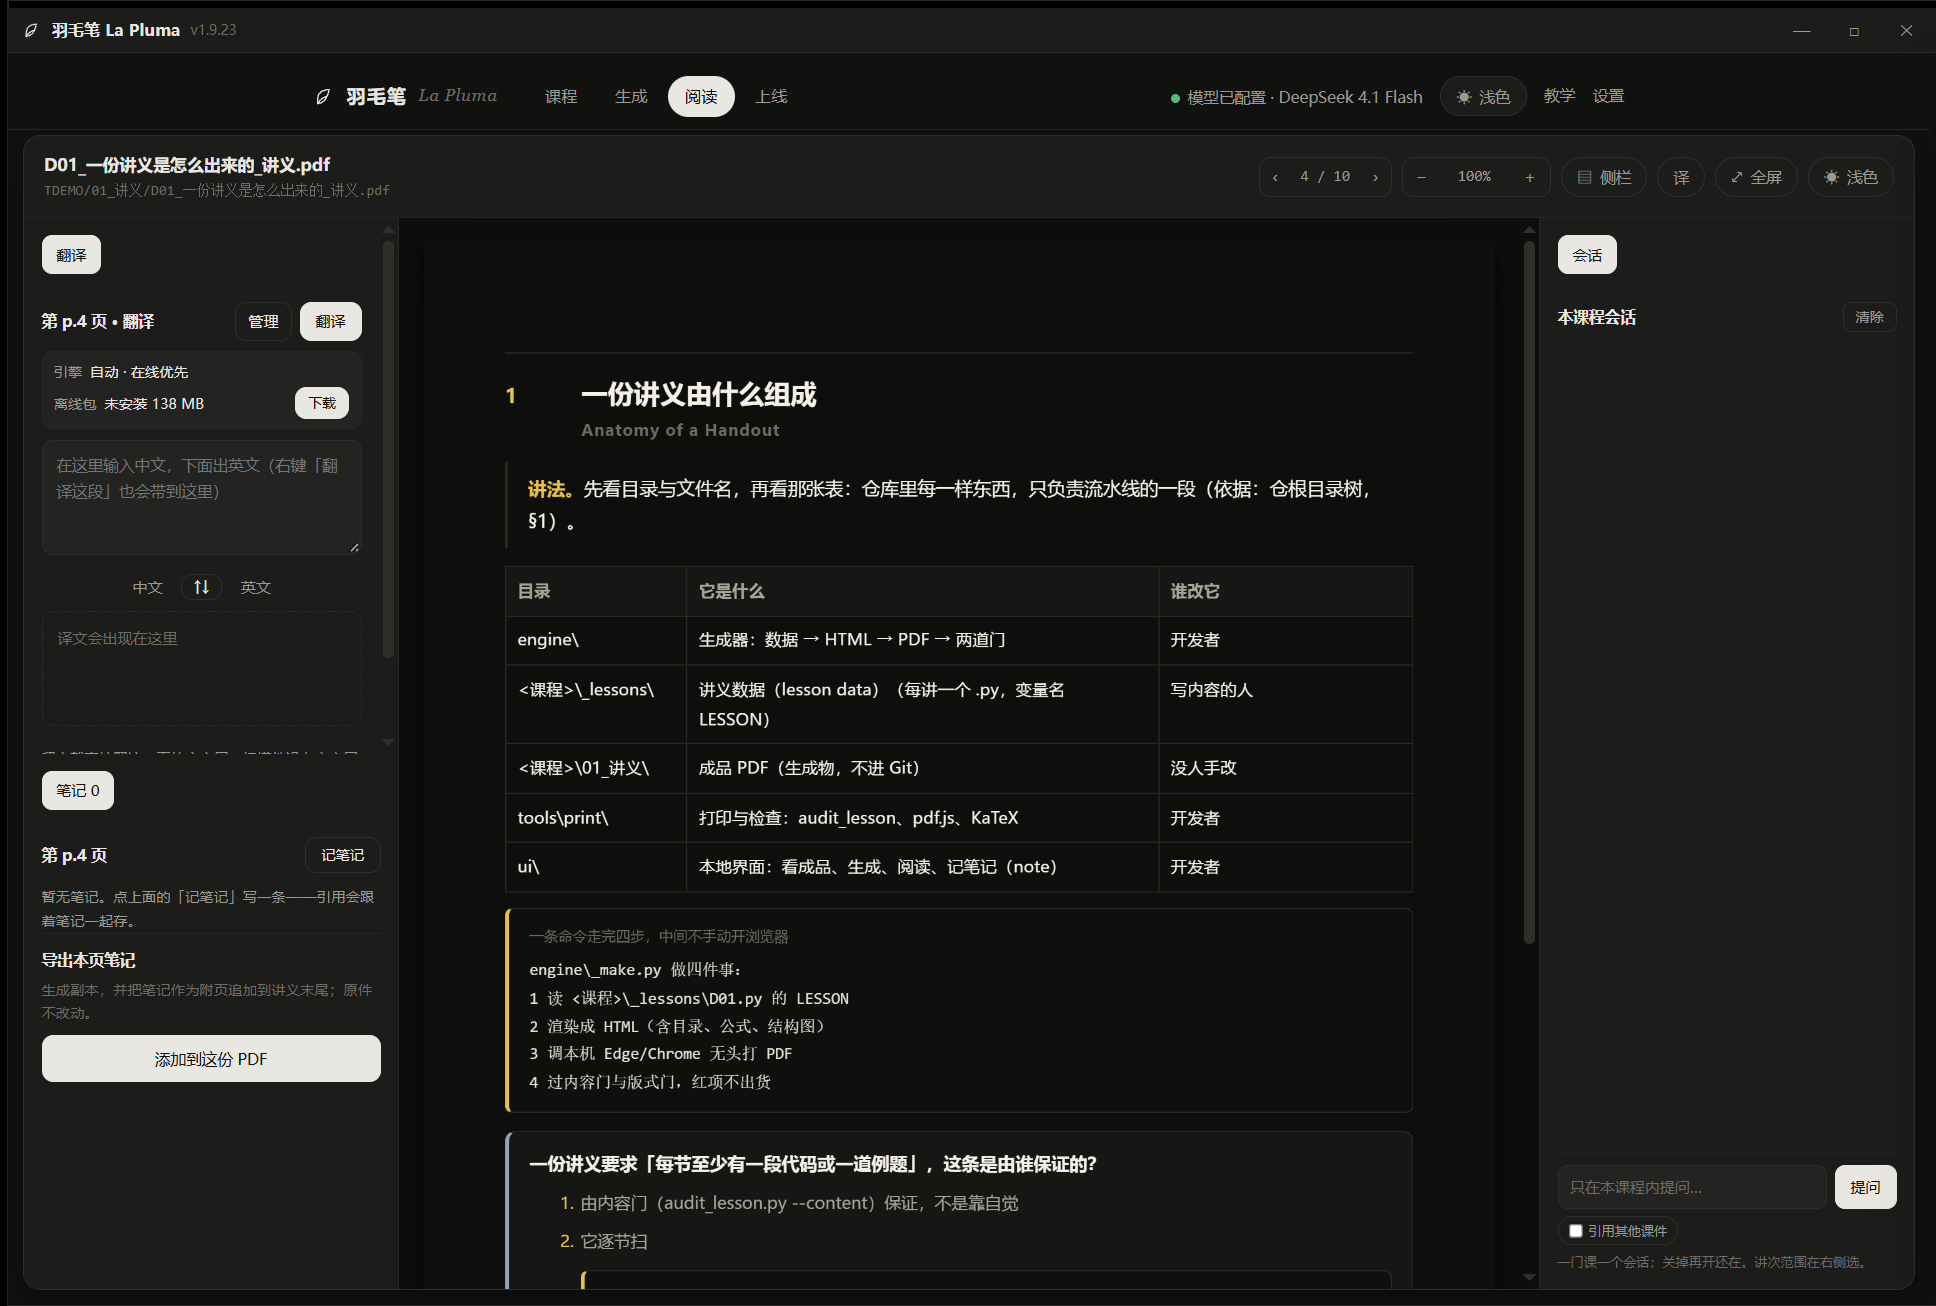 羽毛笔 La Pluma v1.9.23
羽毛笔 La Pluma 课程 生成 阅读 上线 模型已配置 · DeepSeek 4.1 Flash 浅色 教学 设置
D01_一份讲义是怎么出来的_讲义.pdf
TDEMO/01_讲义/D01_一份讲义是怎么出来的_讲义.pdf
‹ 4 / 10 › − 100% + 侧栏 译 全屏 浅色
翻译
第 p.4 页 • 翻译 管理 翻译
引擎 自动 · 在线优先
离线包 未安装 138 MB 下载
在这里输入中文，下面出英文（右键「翻
译这段」也会带到这里）
中文 英文
译文会出现在这里
笔记 0
第 p.4 页 记笔记
暂无笔记。点上面的「记笔记」写一条——引用会跟
着笔记一起存。
导出本页笔记
生成副本，并把笔记作为附页追加到讲义末尾；原件
不改动。
添加到这份 PDF
1 一份讲义由什么组成
Anatomy of a Handout
讲法。先看目录与文件名，再看那张表：仓库里每一样东西，只负责流水线的一段（依据：仓根目录树，
§1）。
目录 它是什么 谁改它
engine\ 生成器：数据 → HTML → PDF → 两道门 开发者
<课程>\_lessons\ 讲义数据（lesson data）（每讲一个 .py，变量名 写内容的人
LESSON）
<课程>\01_讲义\ 成品 PDF（生成物，不进 Git） 没人手改
tools\print\ 打印与检查：audit_lesson、pdf.js、KaTeX 开发者
ui\ 本地界面：看成品、生成、阅读、记笔记（note） 开发者
一条命令走完四步，中间不手动开浏览器
engine\_make.py 做四件事：
1 读 <课程>\_lessons\D01.py 的 LESSON
2 渲染成 HTML（含目录、公式、结构图）
3 调本机 Edge/Chrome 无头打 PDF
4 过内容门与版式门，红项不出货
一份讲义要求「每节至少有一段代码或一道例题」，这条是由谁保证的？
1. 由内容门（audit_lesson.py --content）保证，不是靠自觉
2. 它逐节扫
会话
本课程会话 清除
只在本课程内提问... 提问
引用其他课件
一门课一个会话；关掉再开还在。讲次范围在右侧选。